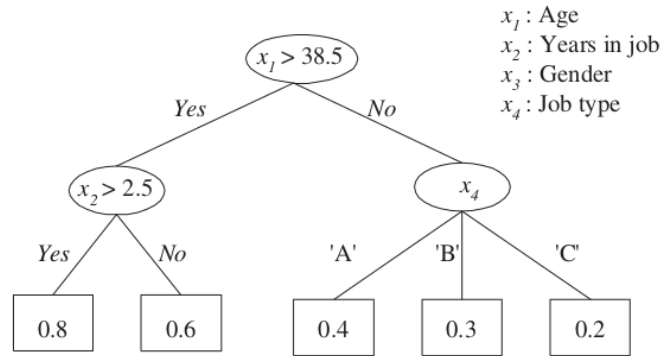 x₁ : Age
x₂ : Years in job
x₃ : Gender
x₄ : Job type
x₁ > 38.5
Yes
No
x₂ > 2.5
x₄
Yes
No
'A'
'B'
'C'
0.8
0.6
0.4
0.3
0.2